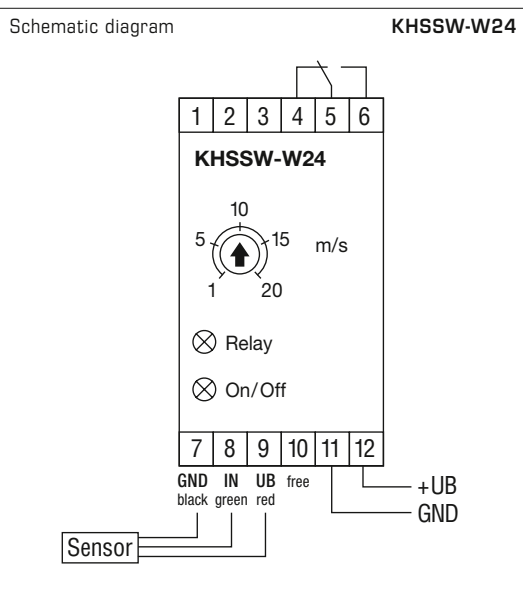 Schematic diagram KHSSW-W24
1 2 3 4 5 6
KHSSW-W24
10
5 15 m/s
1 20
Relay
On/Off
7 8 9 10 11 12
GND IN UB free
black green red
+UB
GND
Sensor